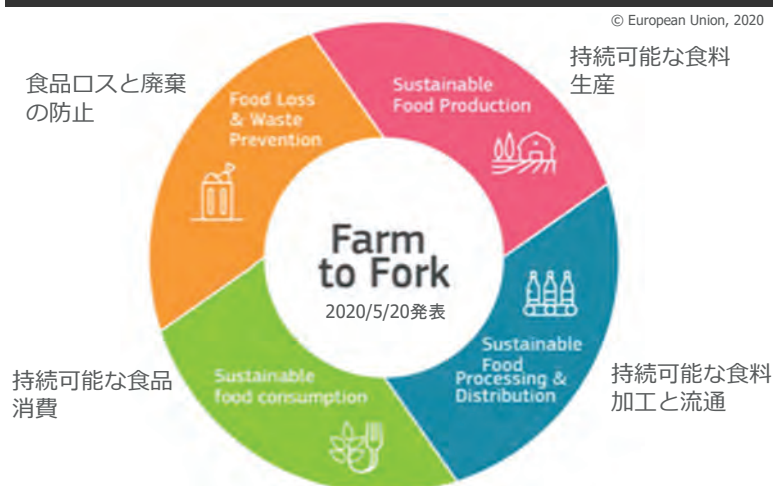 © European Union, 2020
食品ロスと廃棄
の防止
Food Loss
& Waste
Prevention
Sustainable
Food Production
持続可能な食料
生産
Farm
to Fork
2020/5/20発表
Sustainable
Food
Processing &
Distribution
持続可能な食料
加工と流通
Sustainable
food consumption
持続可能な食品
消費